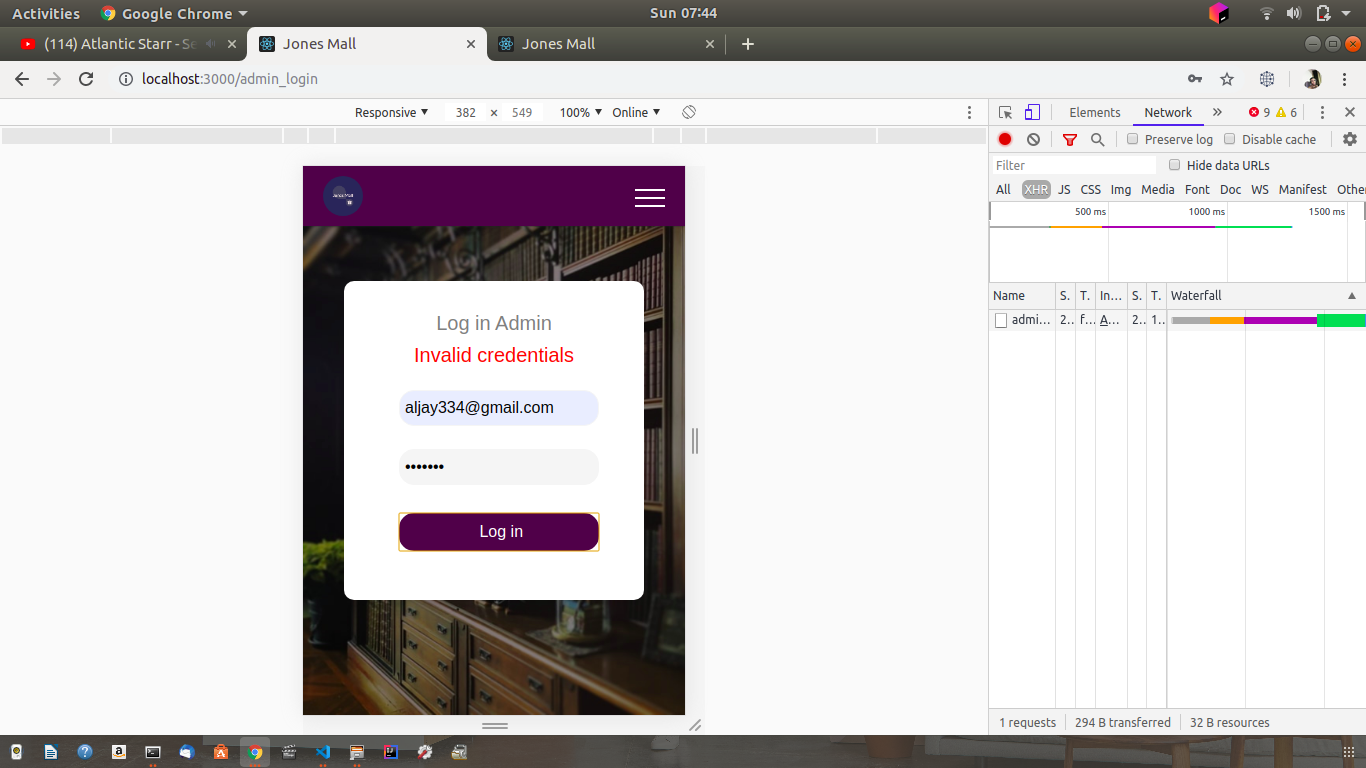 Activities Google Chrome Sun 07:44
(114) Atlantic Starr - Se Jones Mall Jones Mall
localhost:3000/admin_login
Responsive 382 × 549 100% Online
Elements Network 9 6
Preserve log Disable cache
Filter Hide data URLs
All XHR JS CSS Img Media Font Doc WS Manifest Other
500 ms 1000 ms 1500 ms
Name S. T. In... S. T. Waterfall
admi... 2.. f... A... 2.. 1..
Jones Mall
Log in Admin
Invalid credentials
aljay334@gmail.com
•••••••
Log in
1 requests 294 B transferred 32 B resources